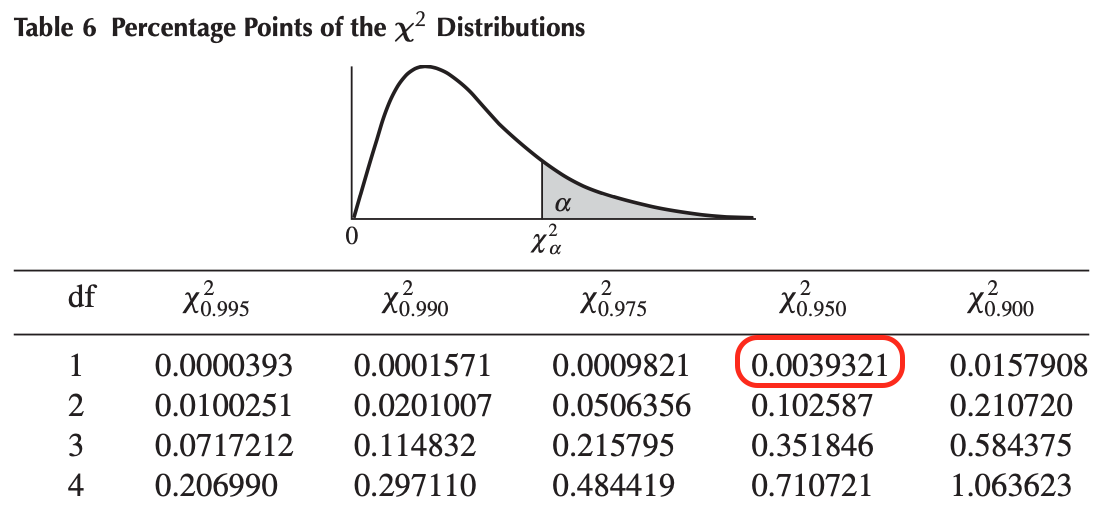 Table 6 Percentage Points of the χ² Distributions
α
0
χ²α
df χ²0.995 χ²0.990 χ²0.975 χ²0.950 χ²0.900
1 0.0000393 0.0001571 0.0009821 0.0039321 0.0157908
2 0.0100251 0.0201007 0.0506356 0.102587 0.210720
3 0.0717212 0.114832 0.215795 0.351846 0.584375
4 0.206990 0.297110 0.484419 0.710721 1.063623